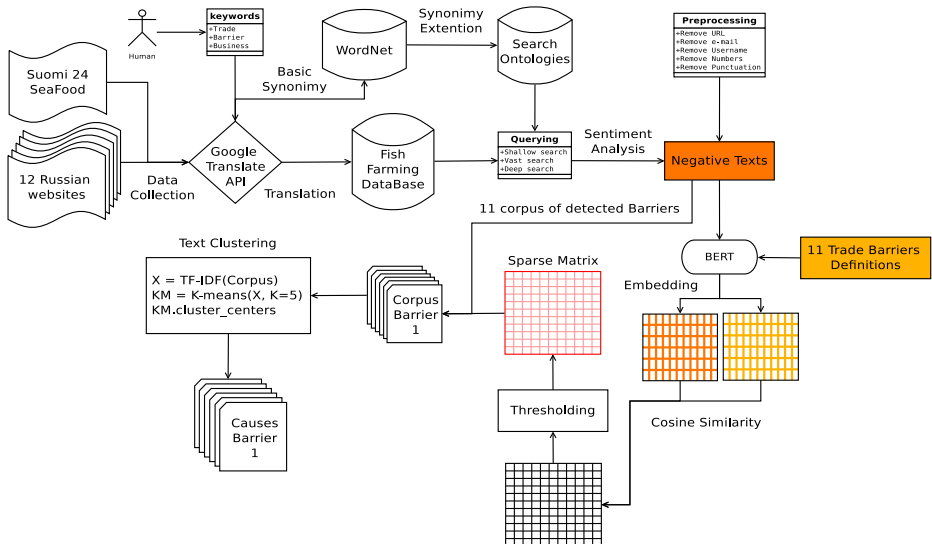 keywords
+Trade
+Barrier
+Business
Human
Synonimy
Extention
WordNet
Search
Ontologies
Preprocessing
+Remove URL
+Remove e-mail
+Remove Username
+Remove Numbers
+Remove Punctuation
Suomi 24
SeaFood
Basic
Synonimy
12 Russian
websites
Data
Collection
Google
Translate
API
Translation
Fish
Farming
DataBase
Querying
+Shallow search
+Vast search
+Deep search
Sentiment
Analysis
Negative Texts
11 corpus of detected Barriers
Text Clustering
X = TF-IDF(Corpus)
KM = K-means(X, K=5)
KM.cluster_centers
Corpus
Barrier
1
Sparse Matrix
BERT
11 Trade Barriers
Definitions
Embedding
Causes
Barrier
1
Thresholding
Cosine Similarity